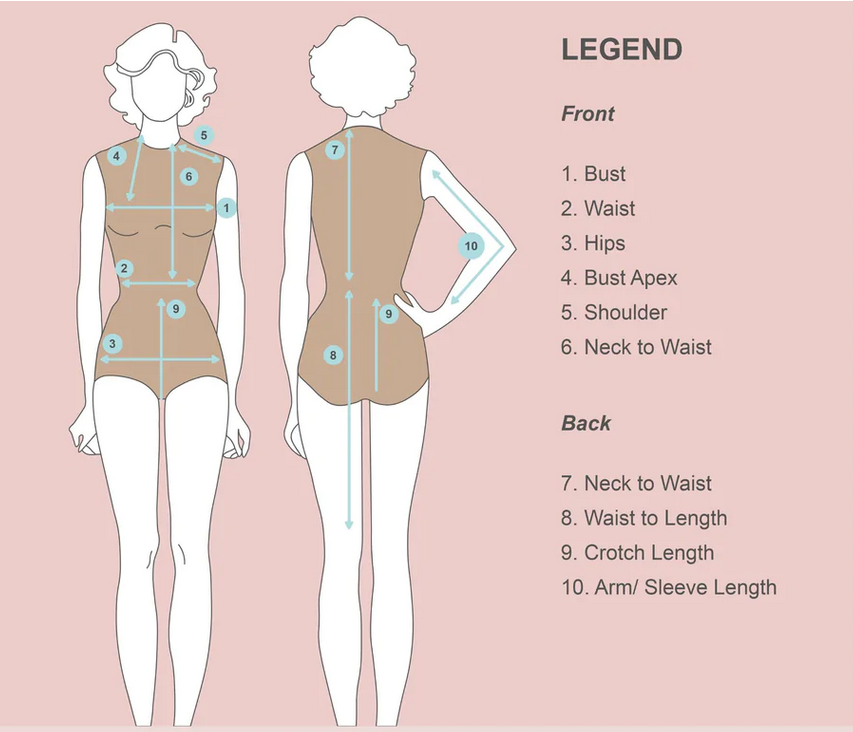 LEGEND
Front
1. Bust
2. Waist
3. Hips
4. Bust Apex
5. Shoulder
6. Neck to Waist
Back
7. Neck to Waist
8. Waist to Length
9. Crotch Length
10. Arm/ Sleeve Length
5
4
6
1
2
9
3
7
10
9
8